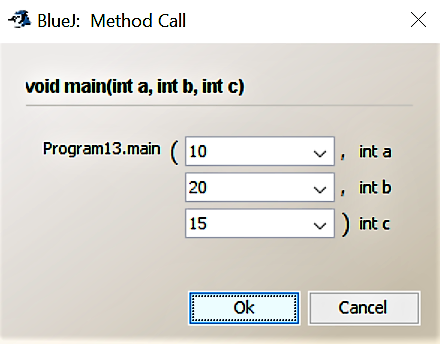 BlueJ: Method Call
void main(int a, int b, int c)
Program13.main ( 10 , int a
20 , int b
15 ) int c
Ok Cancel